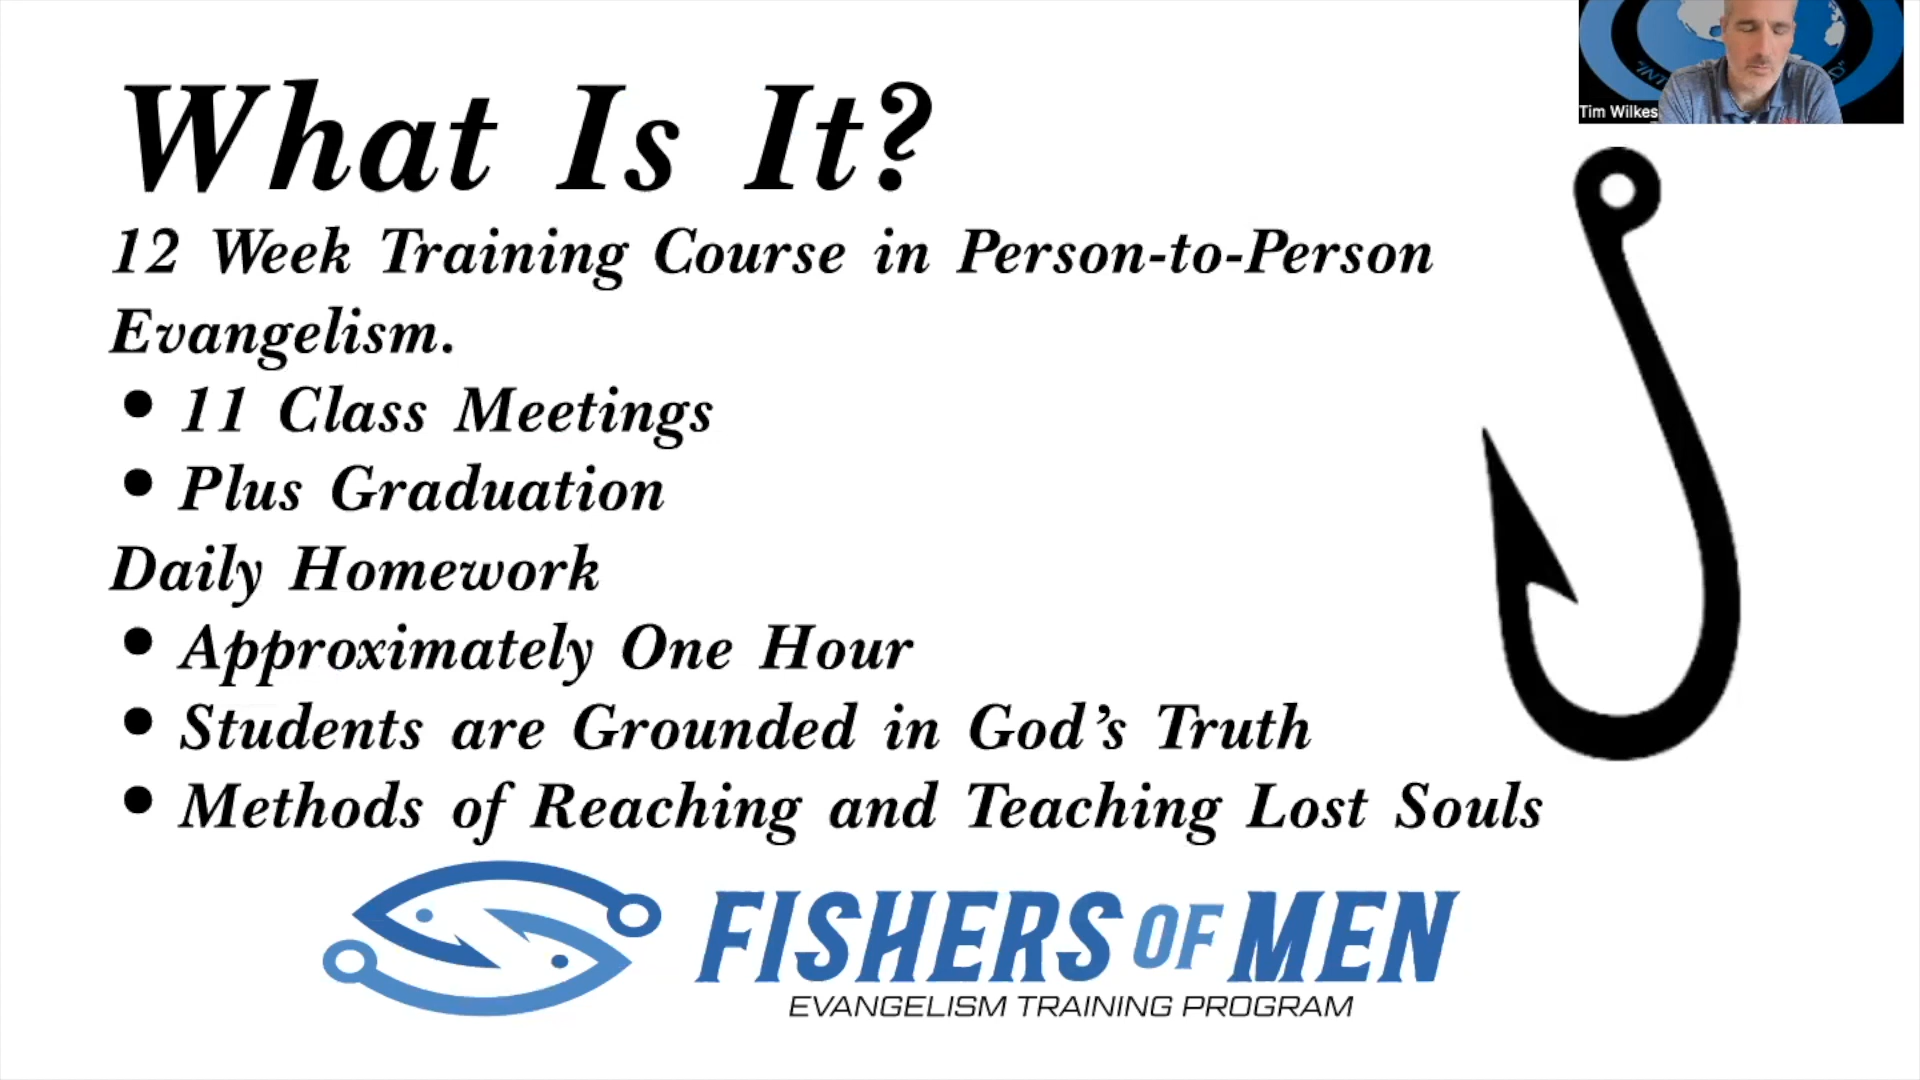 What Is It?
12 Week Training Course in Person-to-Person
Evangelism.
• 11 Class Meetings
• Plus Graduation
Daily Homework
• Approximately One Hour
• Students are Grounded in God’s Truth
• Methods of Reaching and Teaching Lost Souls
FISHERS OF MEN
EVANGELISM TRAINING PROGRAM
Tim Wilkes